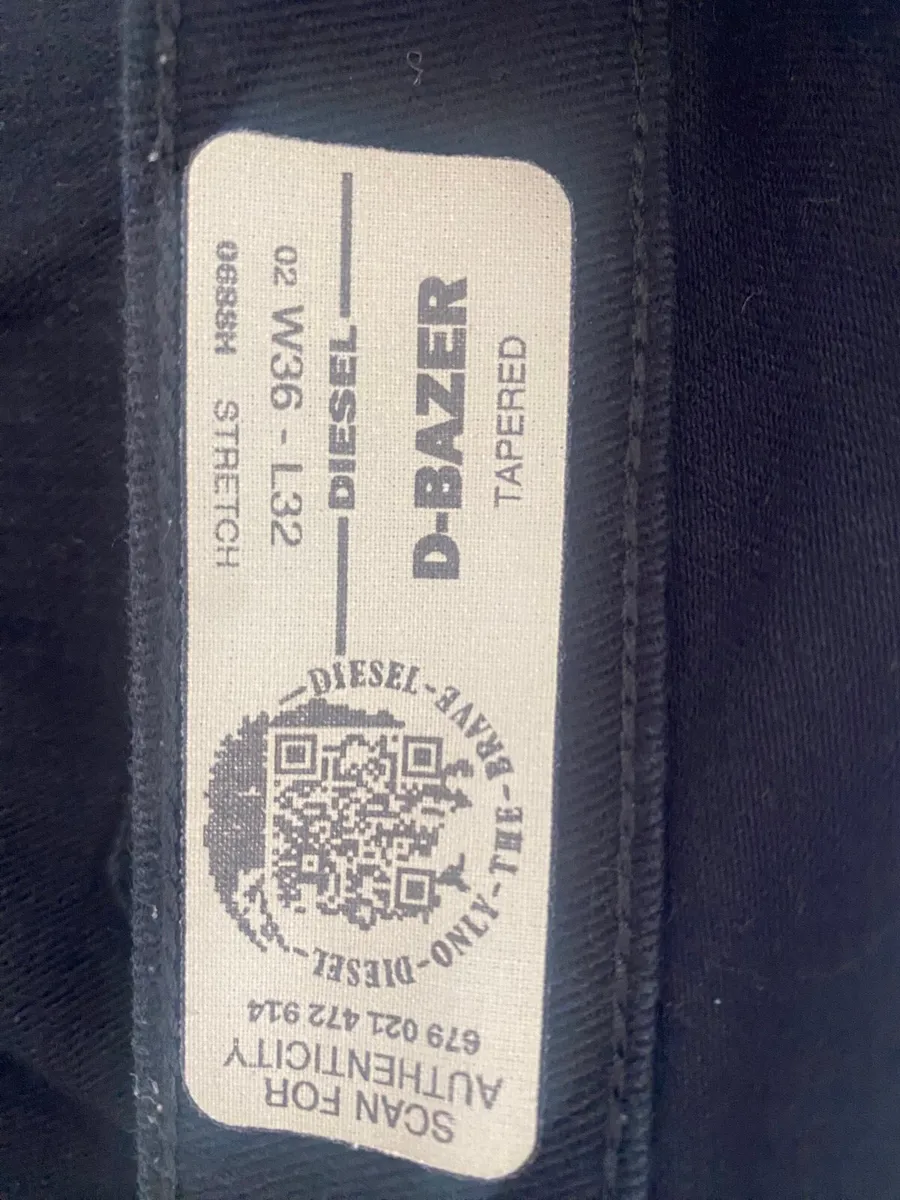 D-BAZER
TAPERED
DIESEL
02 W36 - L32
068SH STRETCH
DIESEL-ONLY-THE-BRAVE-DIESEL
679 021 472 914
SCAN FOR
AUTHENTICITY